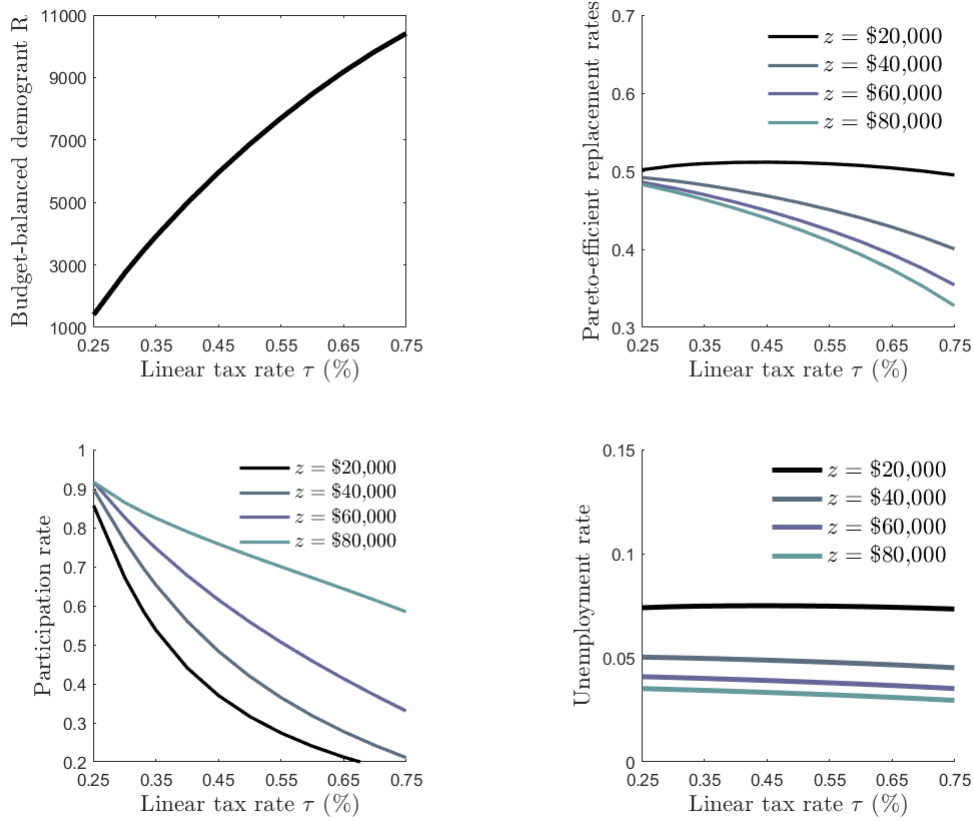 Budget-balanced demogrant R
11000
9000
7000
5000
3000
1000
0.25 0.35 0.45 0.55 0.65 0.75
Linear tax rate τ (%)
Pareto-efficient replacement rates
0.7
0.6
0.5
0.4
0.3
z = $20,000
z = $40,000
z = $60,000
z = $80,000
0.25 0.35 0.45 0.55 0.65 0.75
Linear tax rate τ (%)
Participation rate
1
0.9
0.8
0.7
0.6
0.5
0.4
0.3
0.2
z = $20,000
z = $40,000
z = $60,000
z = $80,000
0.25 0.35 0.45 0.55 0.65 0.75
Linear tax rate τ (%)
Unemployment rate
0.15
0.1
0.05
0
z = $20,000
z = $40,000
z = $60,000
z = $80,000
0.25 0.35 0.45 0.55 0.65 0.75
Linear tax rate τ (%)